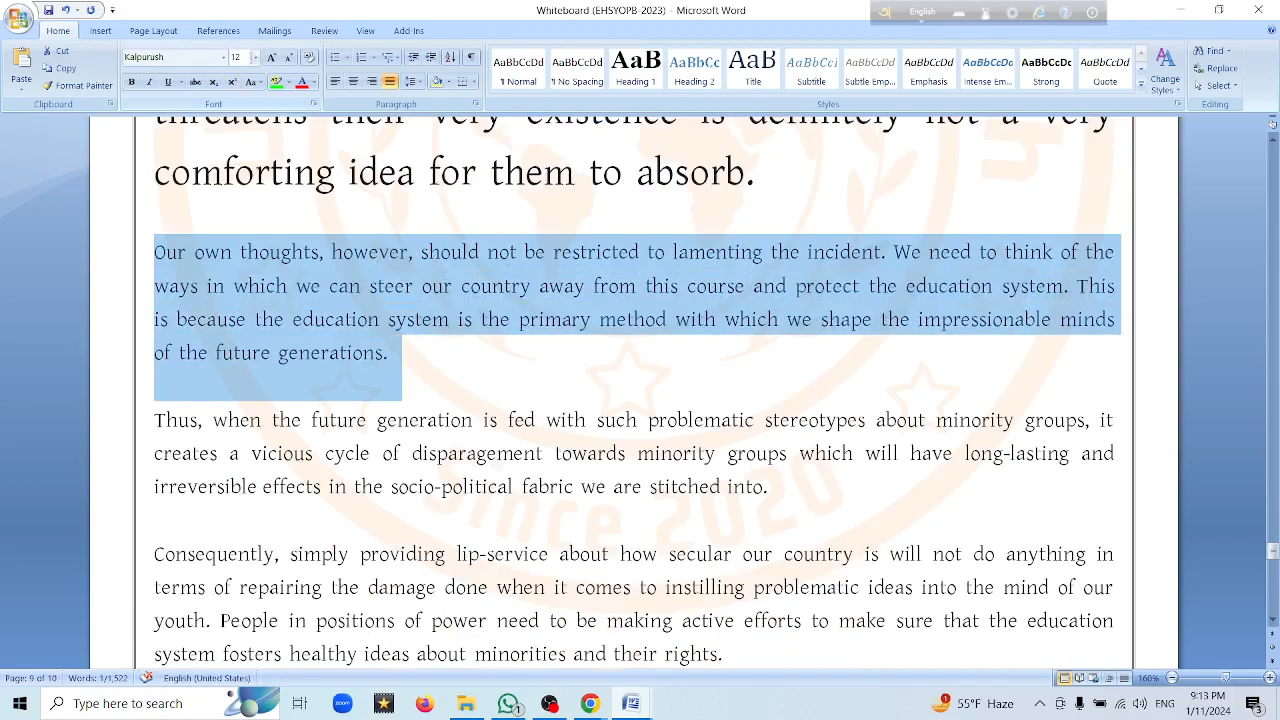 Whiteboard (EHSYOPB-2023) - Microsoft Word
English
Home Insert Page Layout References Mailings Review View Add-Ins
Paste Cut Copy Format Painter
Clipboard
Kalpurush 12
Font
Paragraph
AaBbCcDd AaBbCcDd AaB AaBbCc AaB AaBbCcI AaBbCcDd AaBbCcDd AaBbCcDd AaBbCcDd AaBbCcDd
¶ Normal ¶ No Spacing Heading 1 Heading 2 Title Subtitle Subtle Emp... Emphasis Intense Em... Strong Quote
Change Styles
Styles
Find Replace Select
Editing
threatens their very existence is definitely not a very
comforting idea for them to absorb.
Our own thoughts, however, should not be restricted to lamenting the incident. We need to think of the
ways in which we can steer our country away from this course and protect the education system. This
is because the education system is the primary method with which we shape the impressionable minds
of the future generations.
Thus, when the future generation is fed with such problematic stereotypes about minority groups, it
creates a vicious cycle of disparagement towards minority groups which will have long-lasting and
irreversible effects in the socio-political fabric we are stitched into.
Since 2020
Consequently, simply providing lip-service about how secular our country is will not do anything in
terms of repairing the damage done when it comes to instilling problematic ideas into the mind of our
youth. People in positions of power need to be making active efforts to make sure that the education
system fosters healthy ideas about minorities and their rights.
Page: 9 of 10 Words: 1/1,522 English (United States) 160%
Type here to search
55°F Haze
9:13 PM
1/11/2024